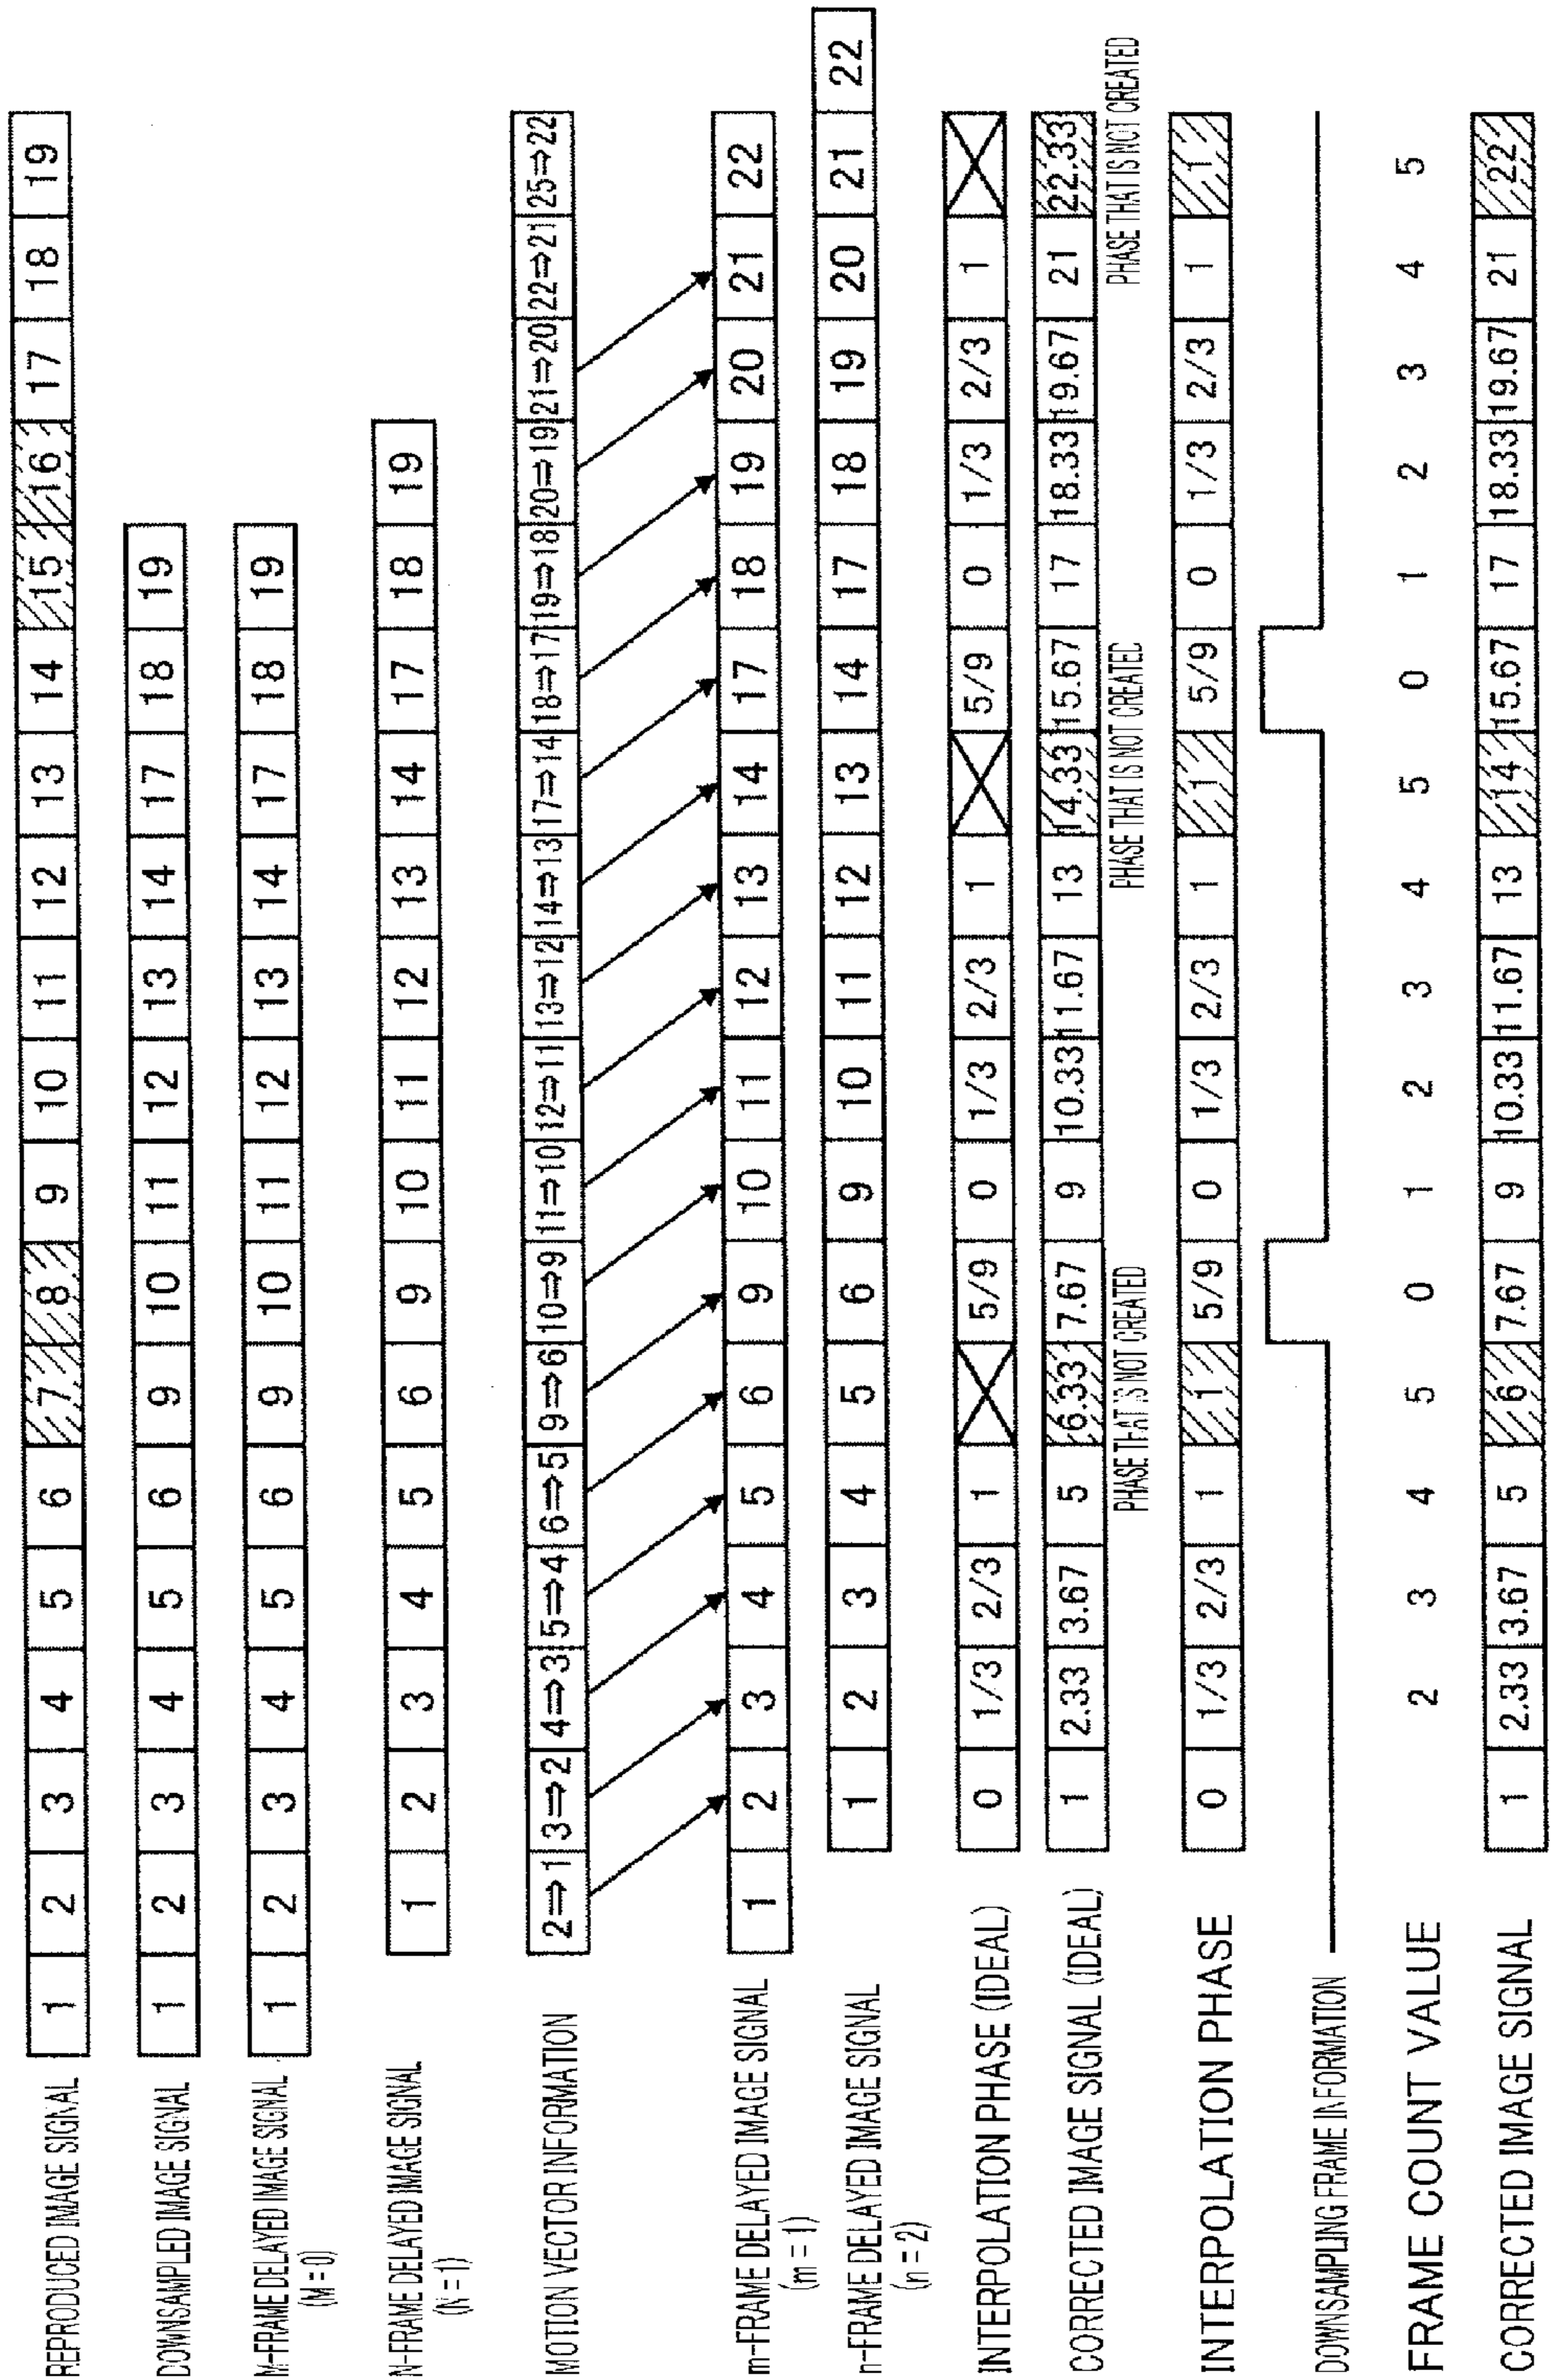 REPRODUCED IMAGE SIGNAL 1 2 3 4 5 6 7 8 9 10 11 12 13 14 15 16 17 18 19
DOWNSAMPLED IMAGE SIGNAL 1 2 3 4 5 6 9 10 11 12 13 14 17 18 19
M-FRAME DELAYED IMAGE SIGNAL 1 2 3 4 5 6 9 10 11 12 13 14 17 18 19
(M = 0)
N-FRAME DELAYED IMAGE SIGNAL 1 2 3 4 5 6 9 10 11 12 13 14 17 18 19
(N = 1)
MOTION VECTOR INFORMATION 2⇒1 3⇒2 4⇒3 5⇒4 6⇒5 9⇒6 10⇒9 11⇒10 12⇒11 13⇒12 14⇒13 17⇒14 18⇒17 19⇒18 20⇒19 21⇒20 22⇒21 25⇒22
m-FRAME DELAYED IMAGE SIGNAL 1 2 3 4 5 6 9 10 11 12 13 14 17 18 19 20 21 22
(m = 1)
n-FRAME DELAYED IMAGE SIGNAL 1 2 3 4 5 6 9 10 11 12 13 14 17 18 19 20 21 22
(n = 2)
INTERPOLATION PHASE (IDEAL) 0 1/3 2/3 1 5/9 0 1/3 2/3 1 5/9 0 1/3 2/3 1
CORRECTED IMAGE SIGNAL (IDEAL) 1 2.33 3.67 5 6.33 7.67 9 10.33 11.67 13 14.33 15.67 17 18.33 19.67 21 22.33
PHASE THAT IS NOT CREATED PHASE THAT IS NOT CREATED PHASE THAT IS NOT CREATED
INTERPOLATION PHASE 0 1/3 2/3 1 1 5/9 0 1/3 2/3 1 1 5/9 0 1/3 2/3 1 1
DOWNSAMPLING FRAME INFORMATION
FRAME COUNT VALUE 2 3 4 5 0 1 2 3 4 5 0 1 2 3 4 5
CORRECTED IMAGE SIGNAL 1 2.33 3.67 5 6 7.67 9 10.33 11.67 13 14 15.67 17 18.33 19.67 21 22